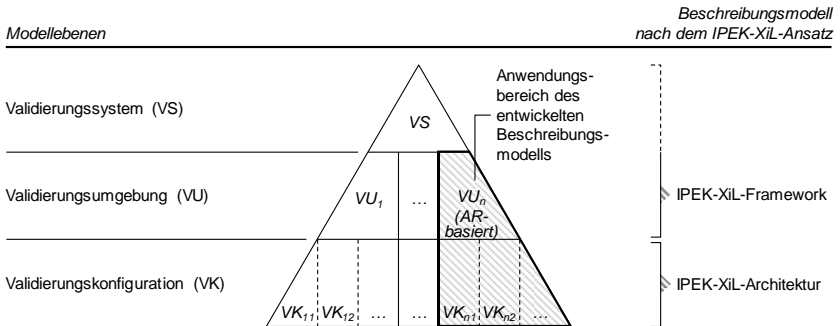 Modellebenen
Beschreibungsmodell
nach dem IPEK-XiL-Ansatz
Validierungssystem (VS)
VS
Anwendungs-
bereich des
entwickelten
Beschreibungs-
modells
Validierungsumgebung (VU)
VU1
...
VUn
(AR-
basiert)
IPEK-XiL-Framework
Validierungskonfiguration (VK)
VK11 VK12 ... ... VKn1 VKn2 ...
IPEK-XiL-Architektur